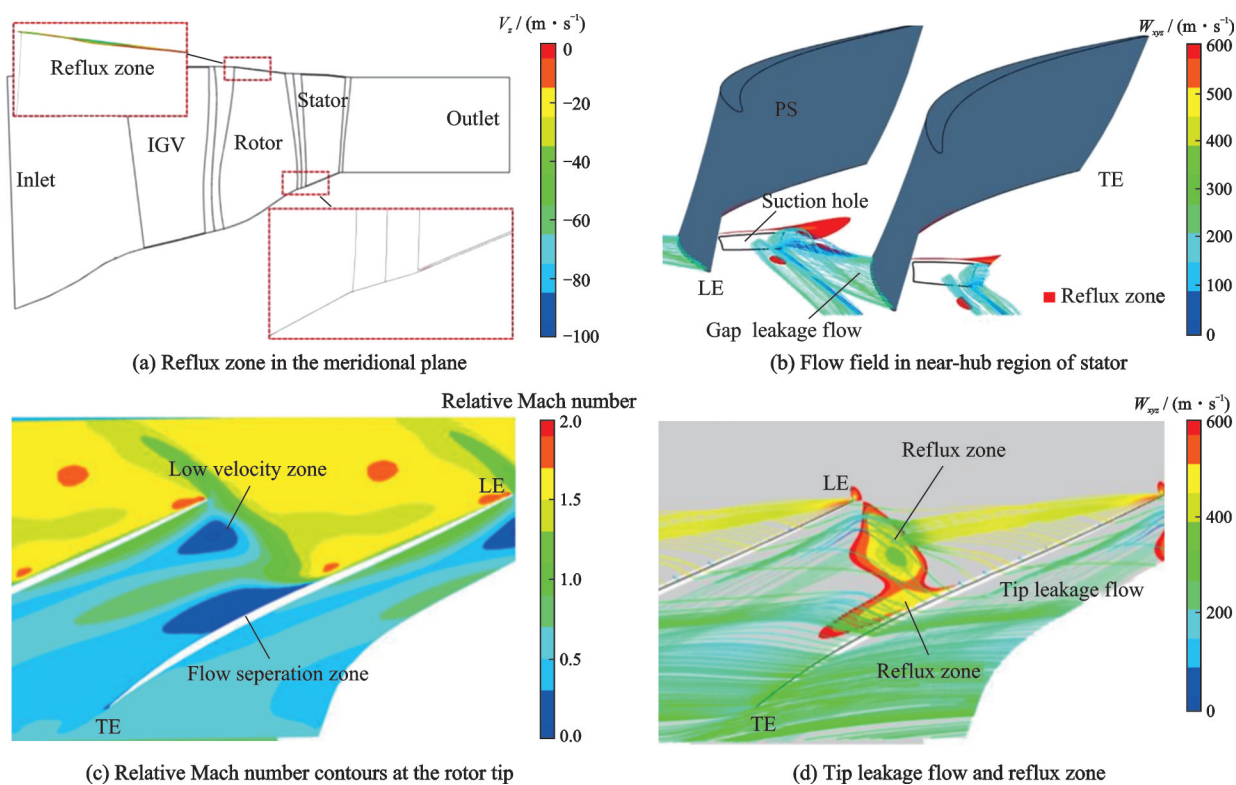 V_z / (m · s⁻¹)
0
−20
−40
−60
−80
−100
Reflux zone
IGV
Rotor
Stator
Outlet
Inlet
(a) Reflux zone in the meridional plane
W_xyz / (m · s⁻¹)
600
500
400
300
200
100
0
PS
TE
Suction hole
LE
Gap leakage flow
Reflux zone
(b) Flow field in near-hub region of stator
Relative Mach number
2.0
1.5
1.0
0.5
0.0
Low velocity zone
LE
Flow seperation zone
TE
(c) Relative Mach number contours at the rotor tip
W_xyz / (m · s⁻¹)
600
400
200
0
Reflux zone
LE
Tip leakage flow
Reflux zone
TE
(d) Tip leakage flow and reflux zone